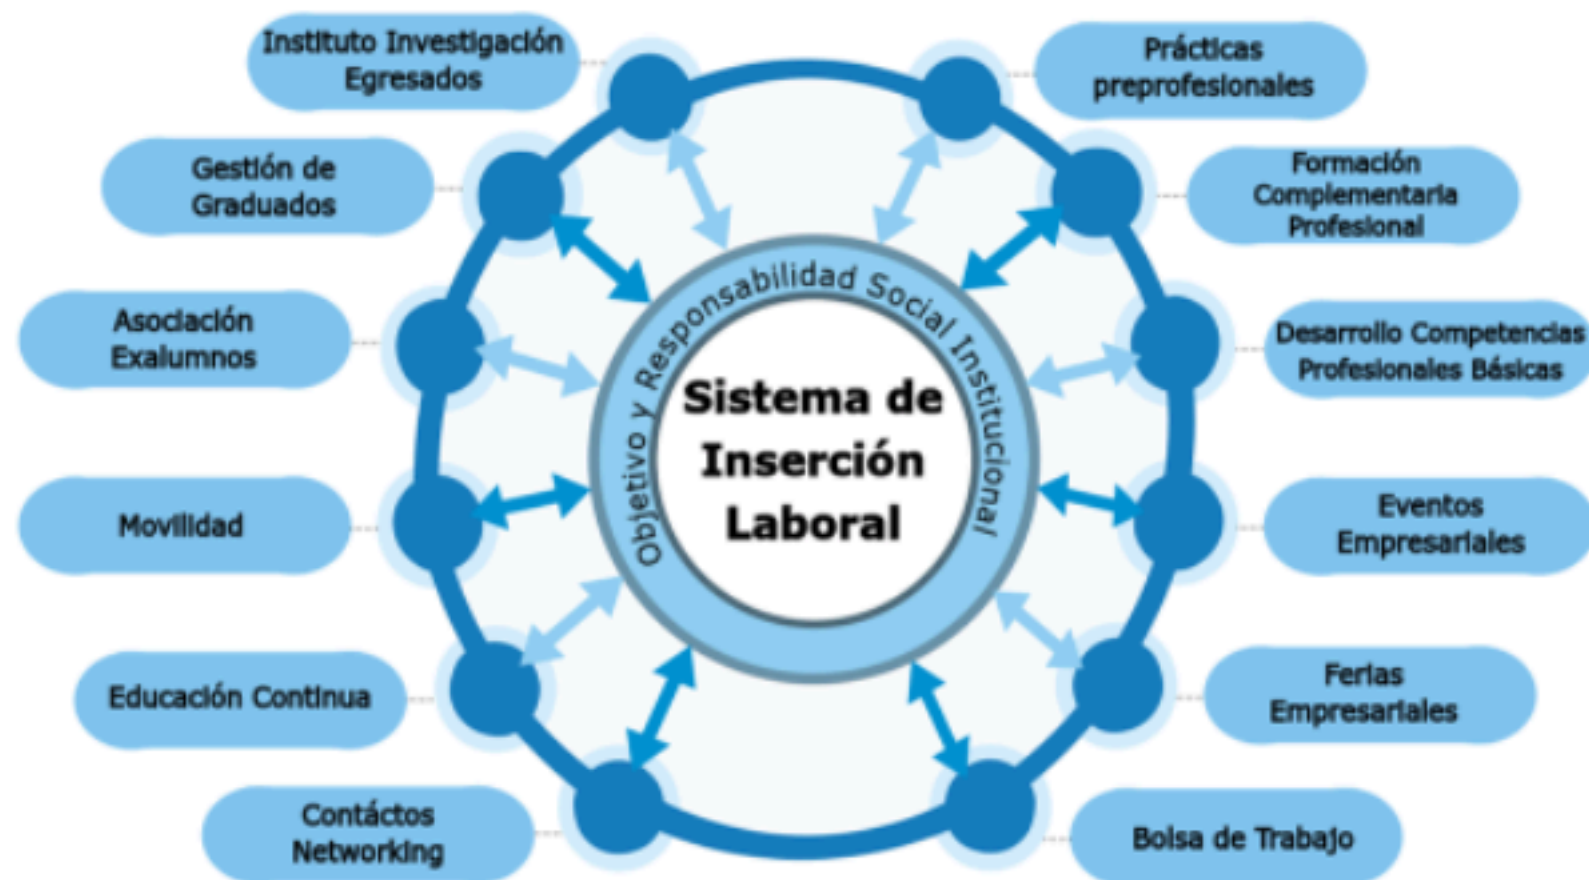 Instituto Investigación
Egresados
Prácticas
preprofesionales
Gestión de
Graduados
Formación
Complementaria
Profesional
Asociación
Exalumnos
Desarrollo Competencias
Profesionales Básicas
Objetivo y Responsabilidad Social Institucional
Sistema de
Inserción
Laboral
Movilidad
Eventos
Empresariales
Educación Continua
Ferias
Empresariales
Contáctos
Networking
Bolsa de Trabajo